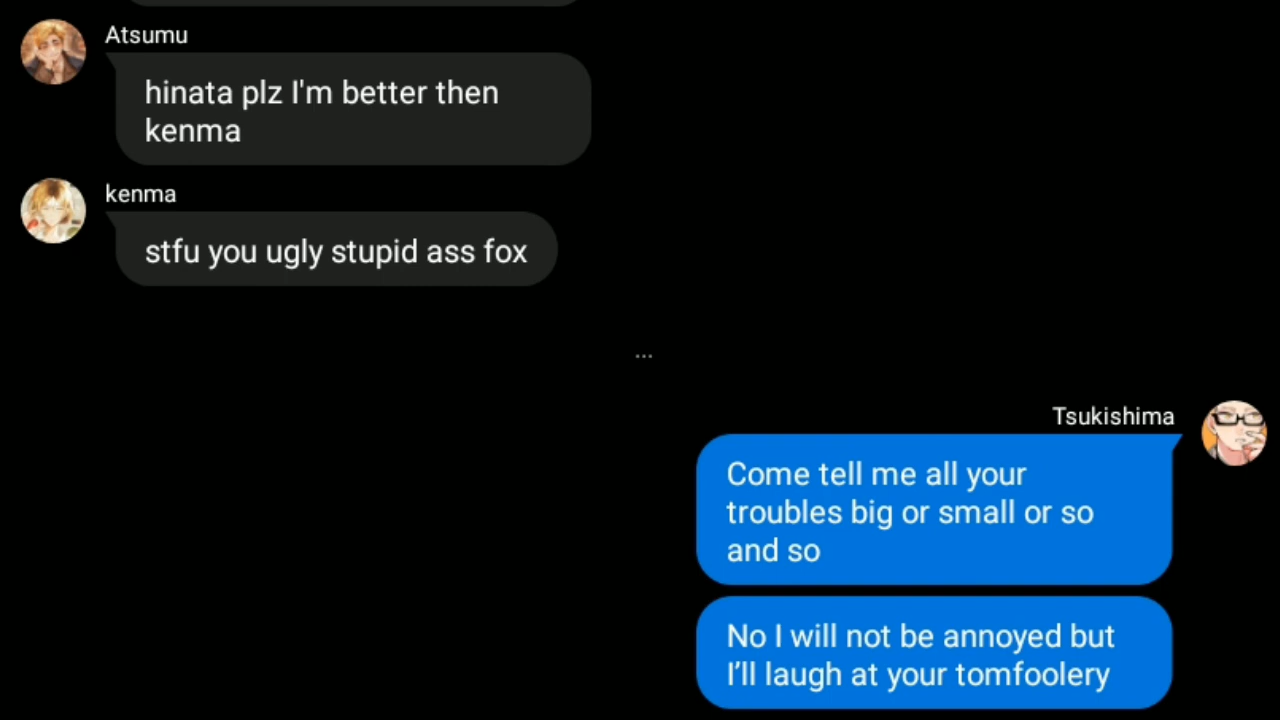 Atsumu
hinata plz I'm better then
kenma
kenma
stfu you ugly stupid ass fox
...
Tsukishima
Come tell me all your
troubles big or small or so
and so
No I will not be annoyed but
I’ll laugh at your tomfoolery